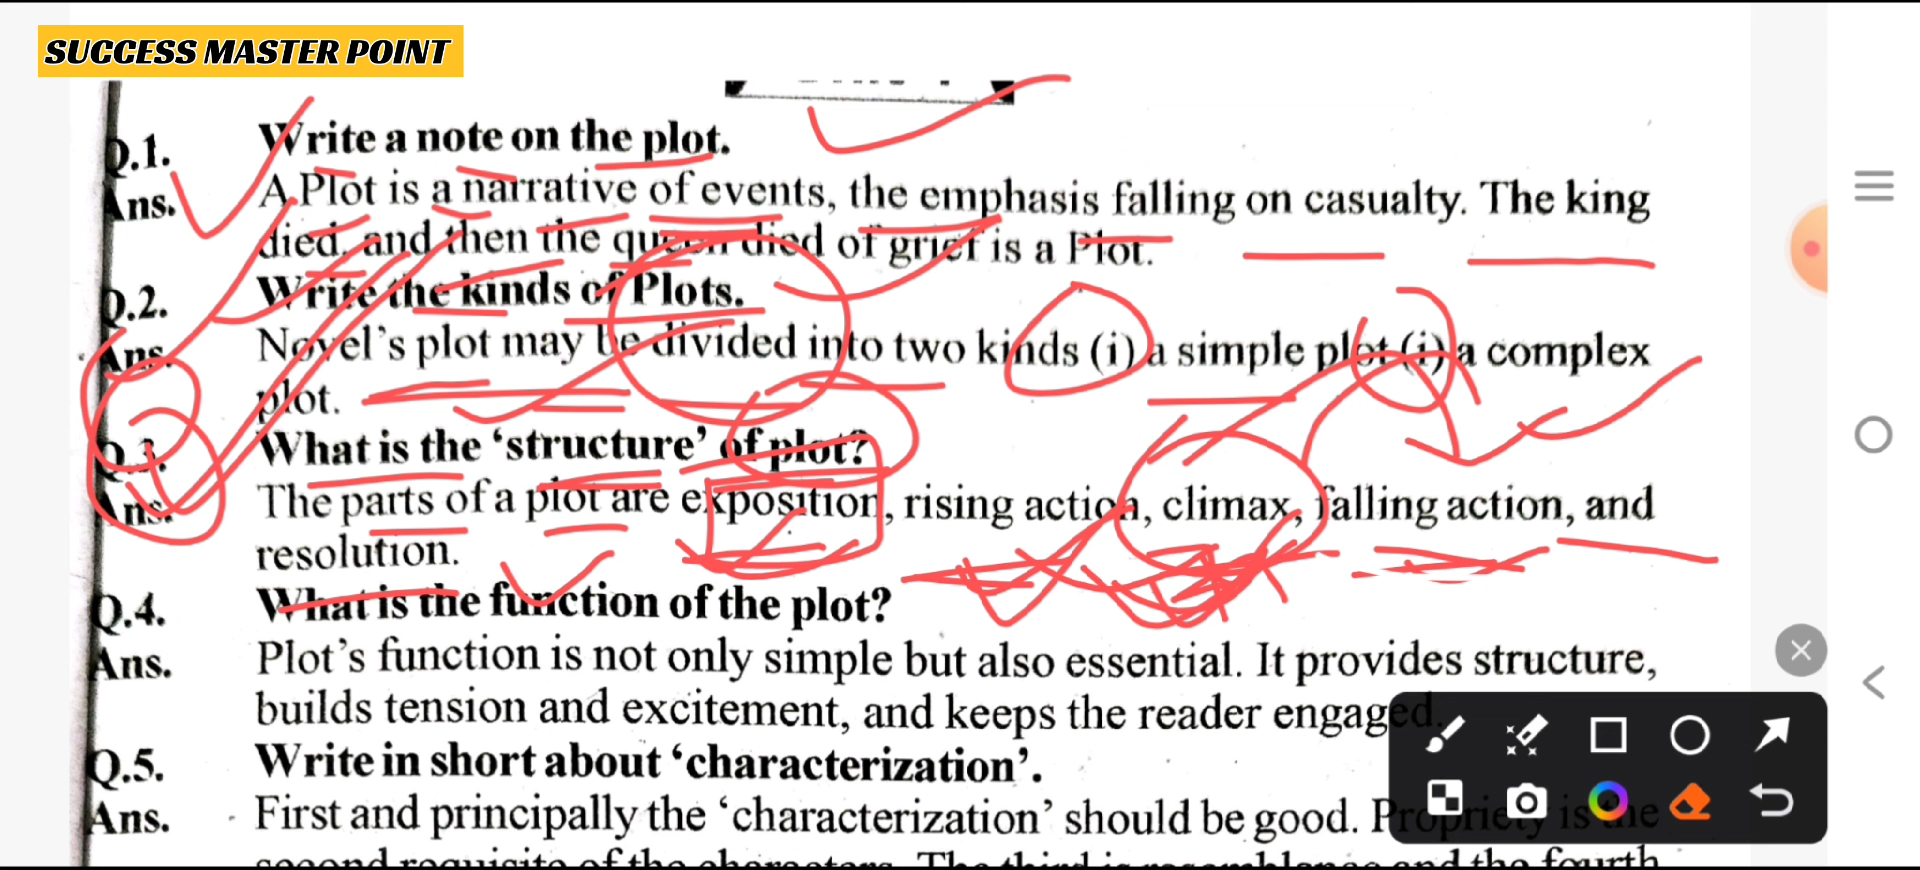 SUCCESS MASTER POINT
Q.1. Write a note on the plot.
Ans. A Plot is a narrative of events, the emphasis falling on casualty. The king
died, and then the queen died of grief is a Plot.
Q.2. Write the kinds of Plots.
Ans. Novel's plot may be divided into two kinds (i) a simple plot (i) a complex
plot.
Q.3. What is the 'structure' of plot?
Ans. The parts of a plot are exposition, rising action, climax, falling action, and
resolution.
Q.4. What is the function of the plot?
Ans. Plot's function is not only simple but also essential. It provides structure,
builds tension and excitement, and keeps the reader engaged.
Q.5. Write in short about 'characterization'.
Ans. First and principally the 'characterization' should be good. Propriety is the
second requisite of the characters. The third is resemblance and the fourth